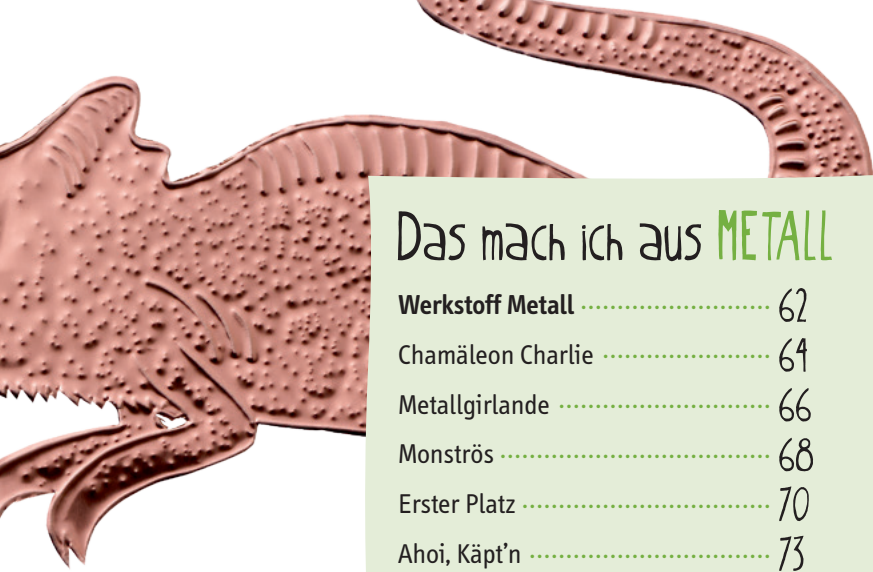 Das mach ich aus METALL
Werkstoff Metall 62
Chamäleon Charlie 64
Metallgirlande 66
Monströs 68
Erster Platz 70
Ahoi, Käpt’n 73